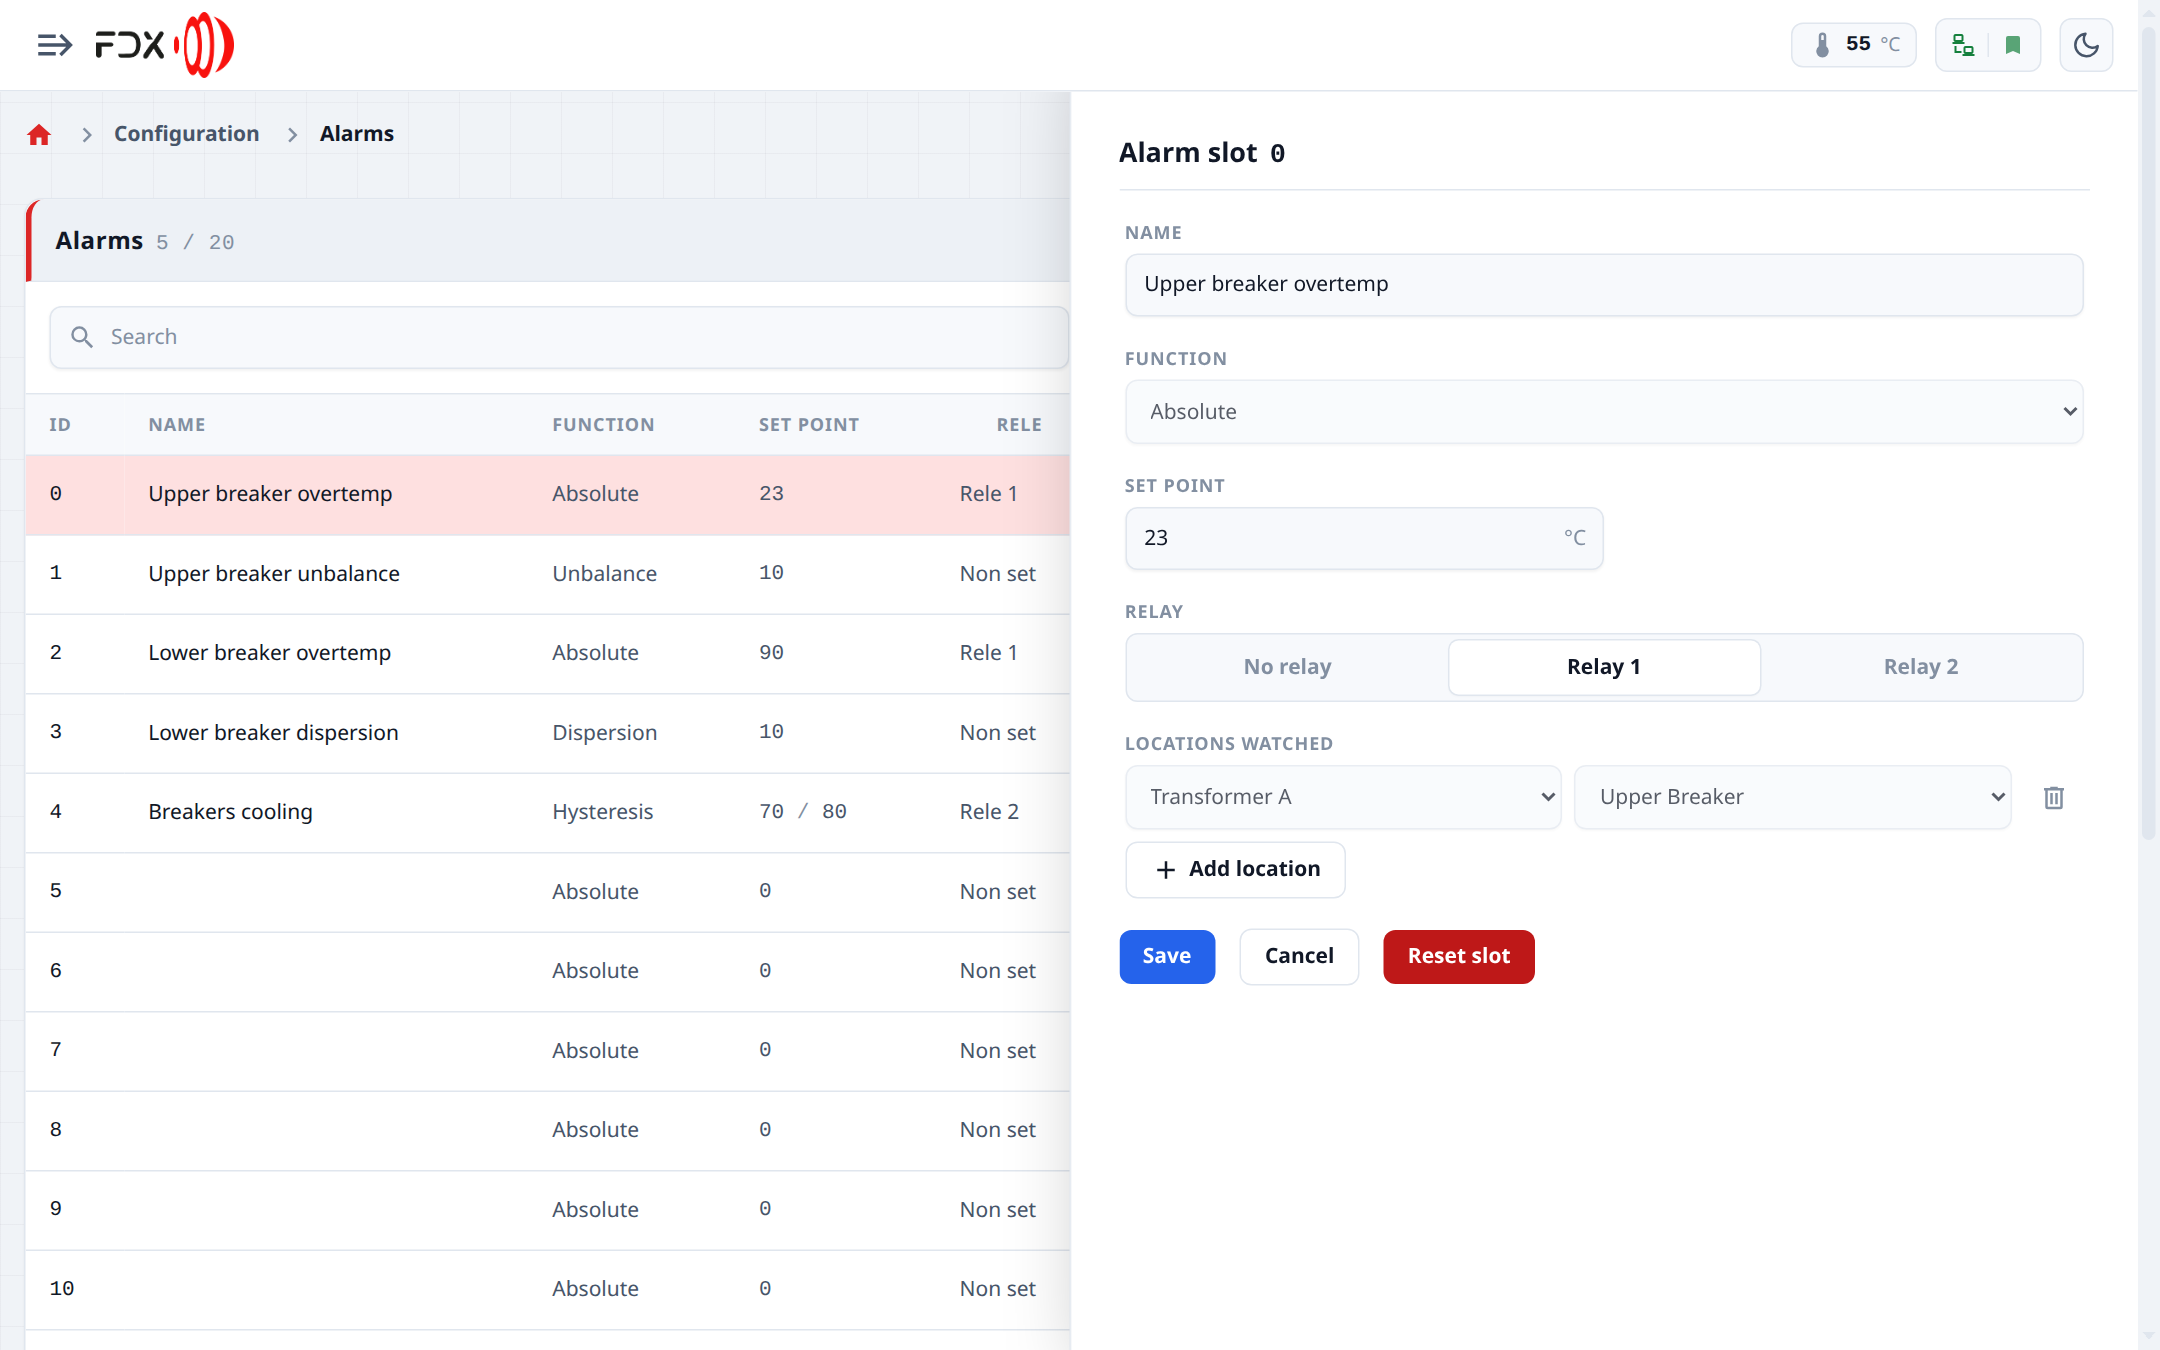 FDX
55 °C
Configuration
Alarms
Alarms 5 / 20
Search
ID NAME FUNCTION SET POINT RELE
0 Upper breaker overtemp Absolute 23 Rele 1
1 Upper breaker unbalance Unbalance 10 Non set
2 Lower breaker overtemp Absolute 90 Rele 1
3 Lower breaker dispersion Dispersion 10 Non set
4 Breakers cooling Hysteresis 70 / 80 Rele 2
5 Absolute 0 Non set
6 Absolute 0 Non set
7 Absolute 0 Non set
8 Absolute 0 Non set
9 Absolute 0 Non set
10 Absolute 0 Non set
Alarm slot 0
NAME
Upper breaker overtemp
FUNCTION
Absolute
SET POINT
23 °C
RELAY
No relay Relay 1 Relay 2
LOCATIONS WATCHED
Transformer A Upper Breaker
Add location
Save Cancel Reset slot